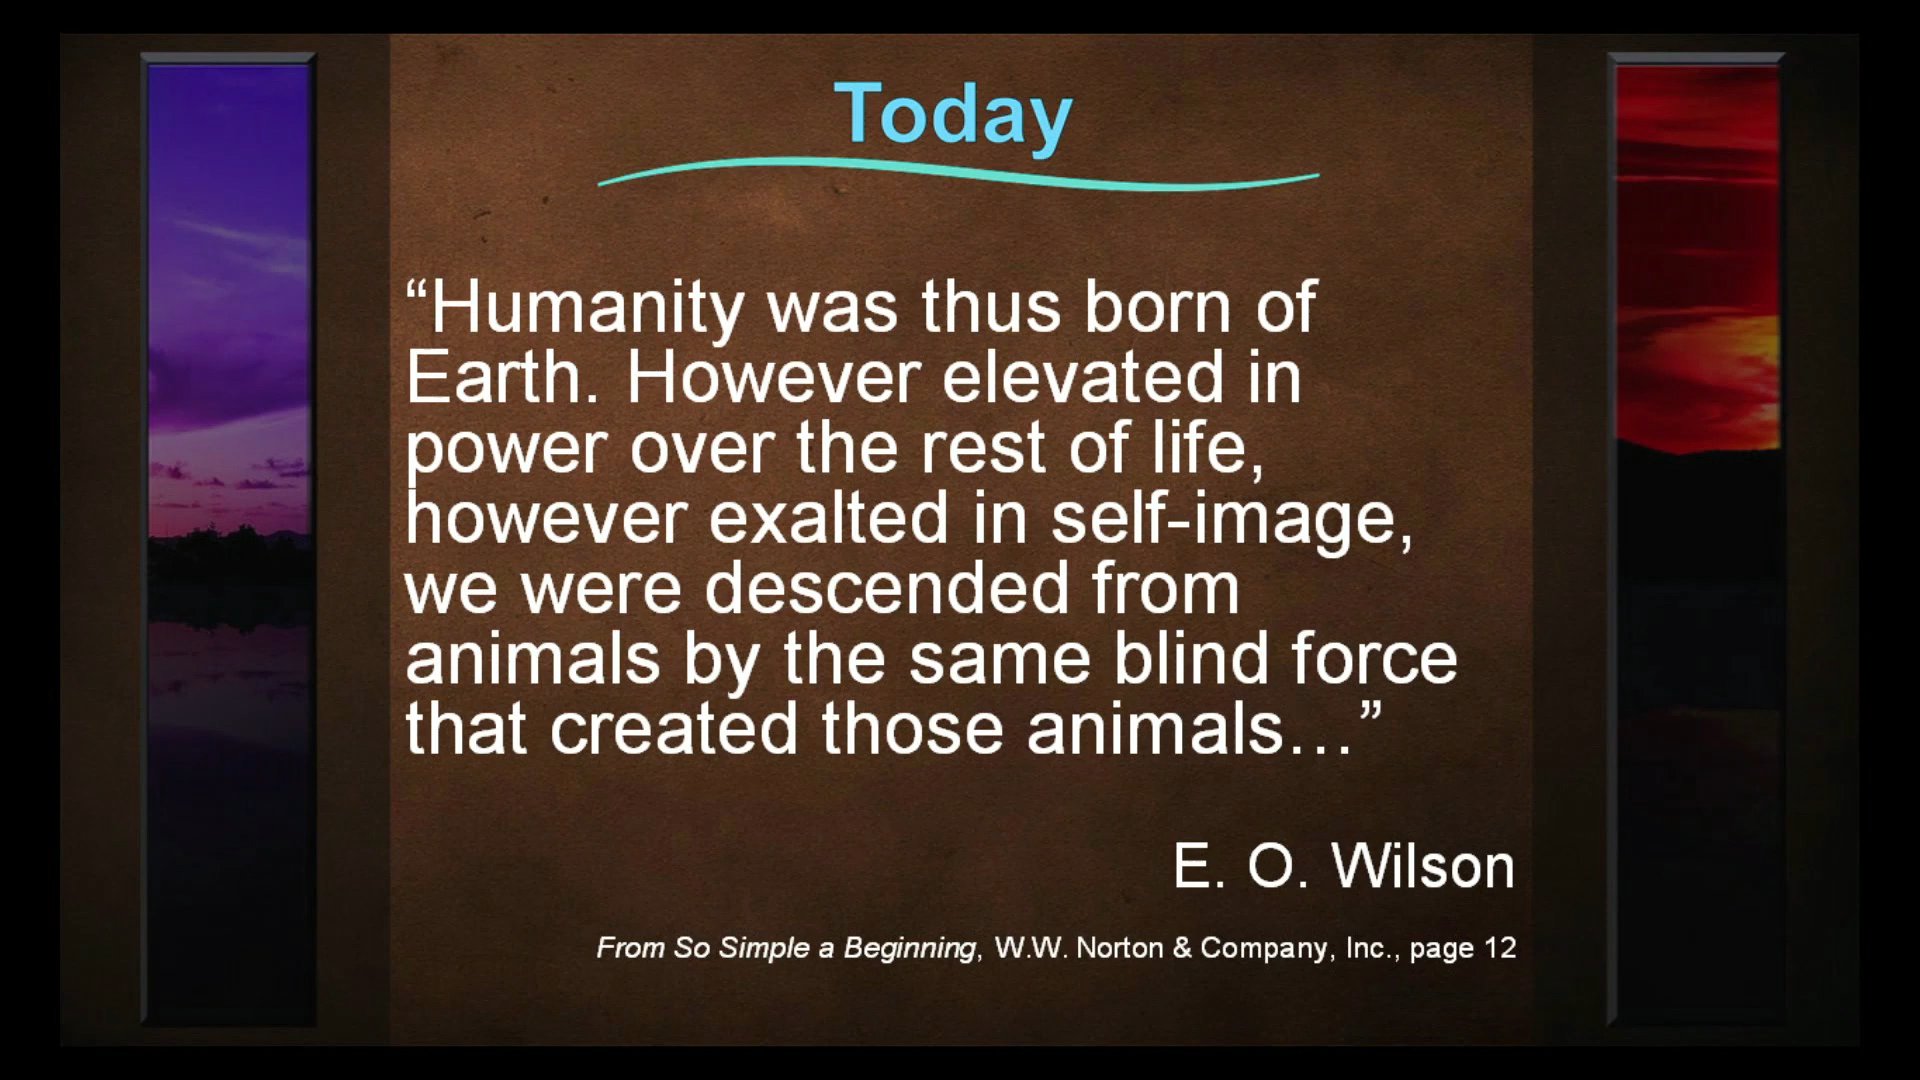 Today
“Humanity was thus born of
Earth. However elevated in
power over the rest of life,
however exalted in self-image,
we were descended from
animals by the same blind force
that created those animals…”
E. O. Wilson
From So Simple a Beginning, W.W. Norton & Company, Inc., page 12